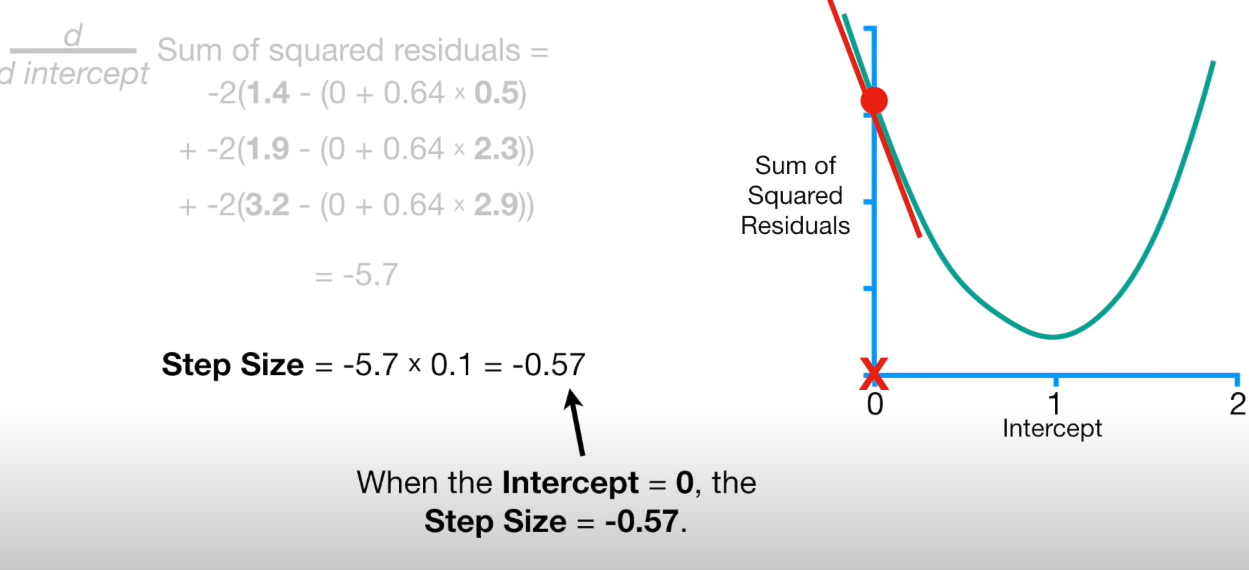 d
d intercept
Sum of squared residuals =
-2(1.4 - (0 + 0.64 × 0.5)
+ -2(1.9 - (0 + 0.64 × 2.3))
+ -2(3.2 - (0 + 0.64 × 2.9))
= -5.7
Step Size = -5.7 × 0.1 = -0.57
When the Intercept = 0, the
Step Size = -0.57.
Sum of
Squared
Residuals
X
0 1 2
Intercept